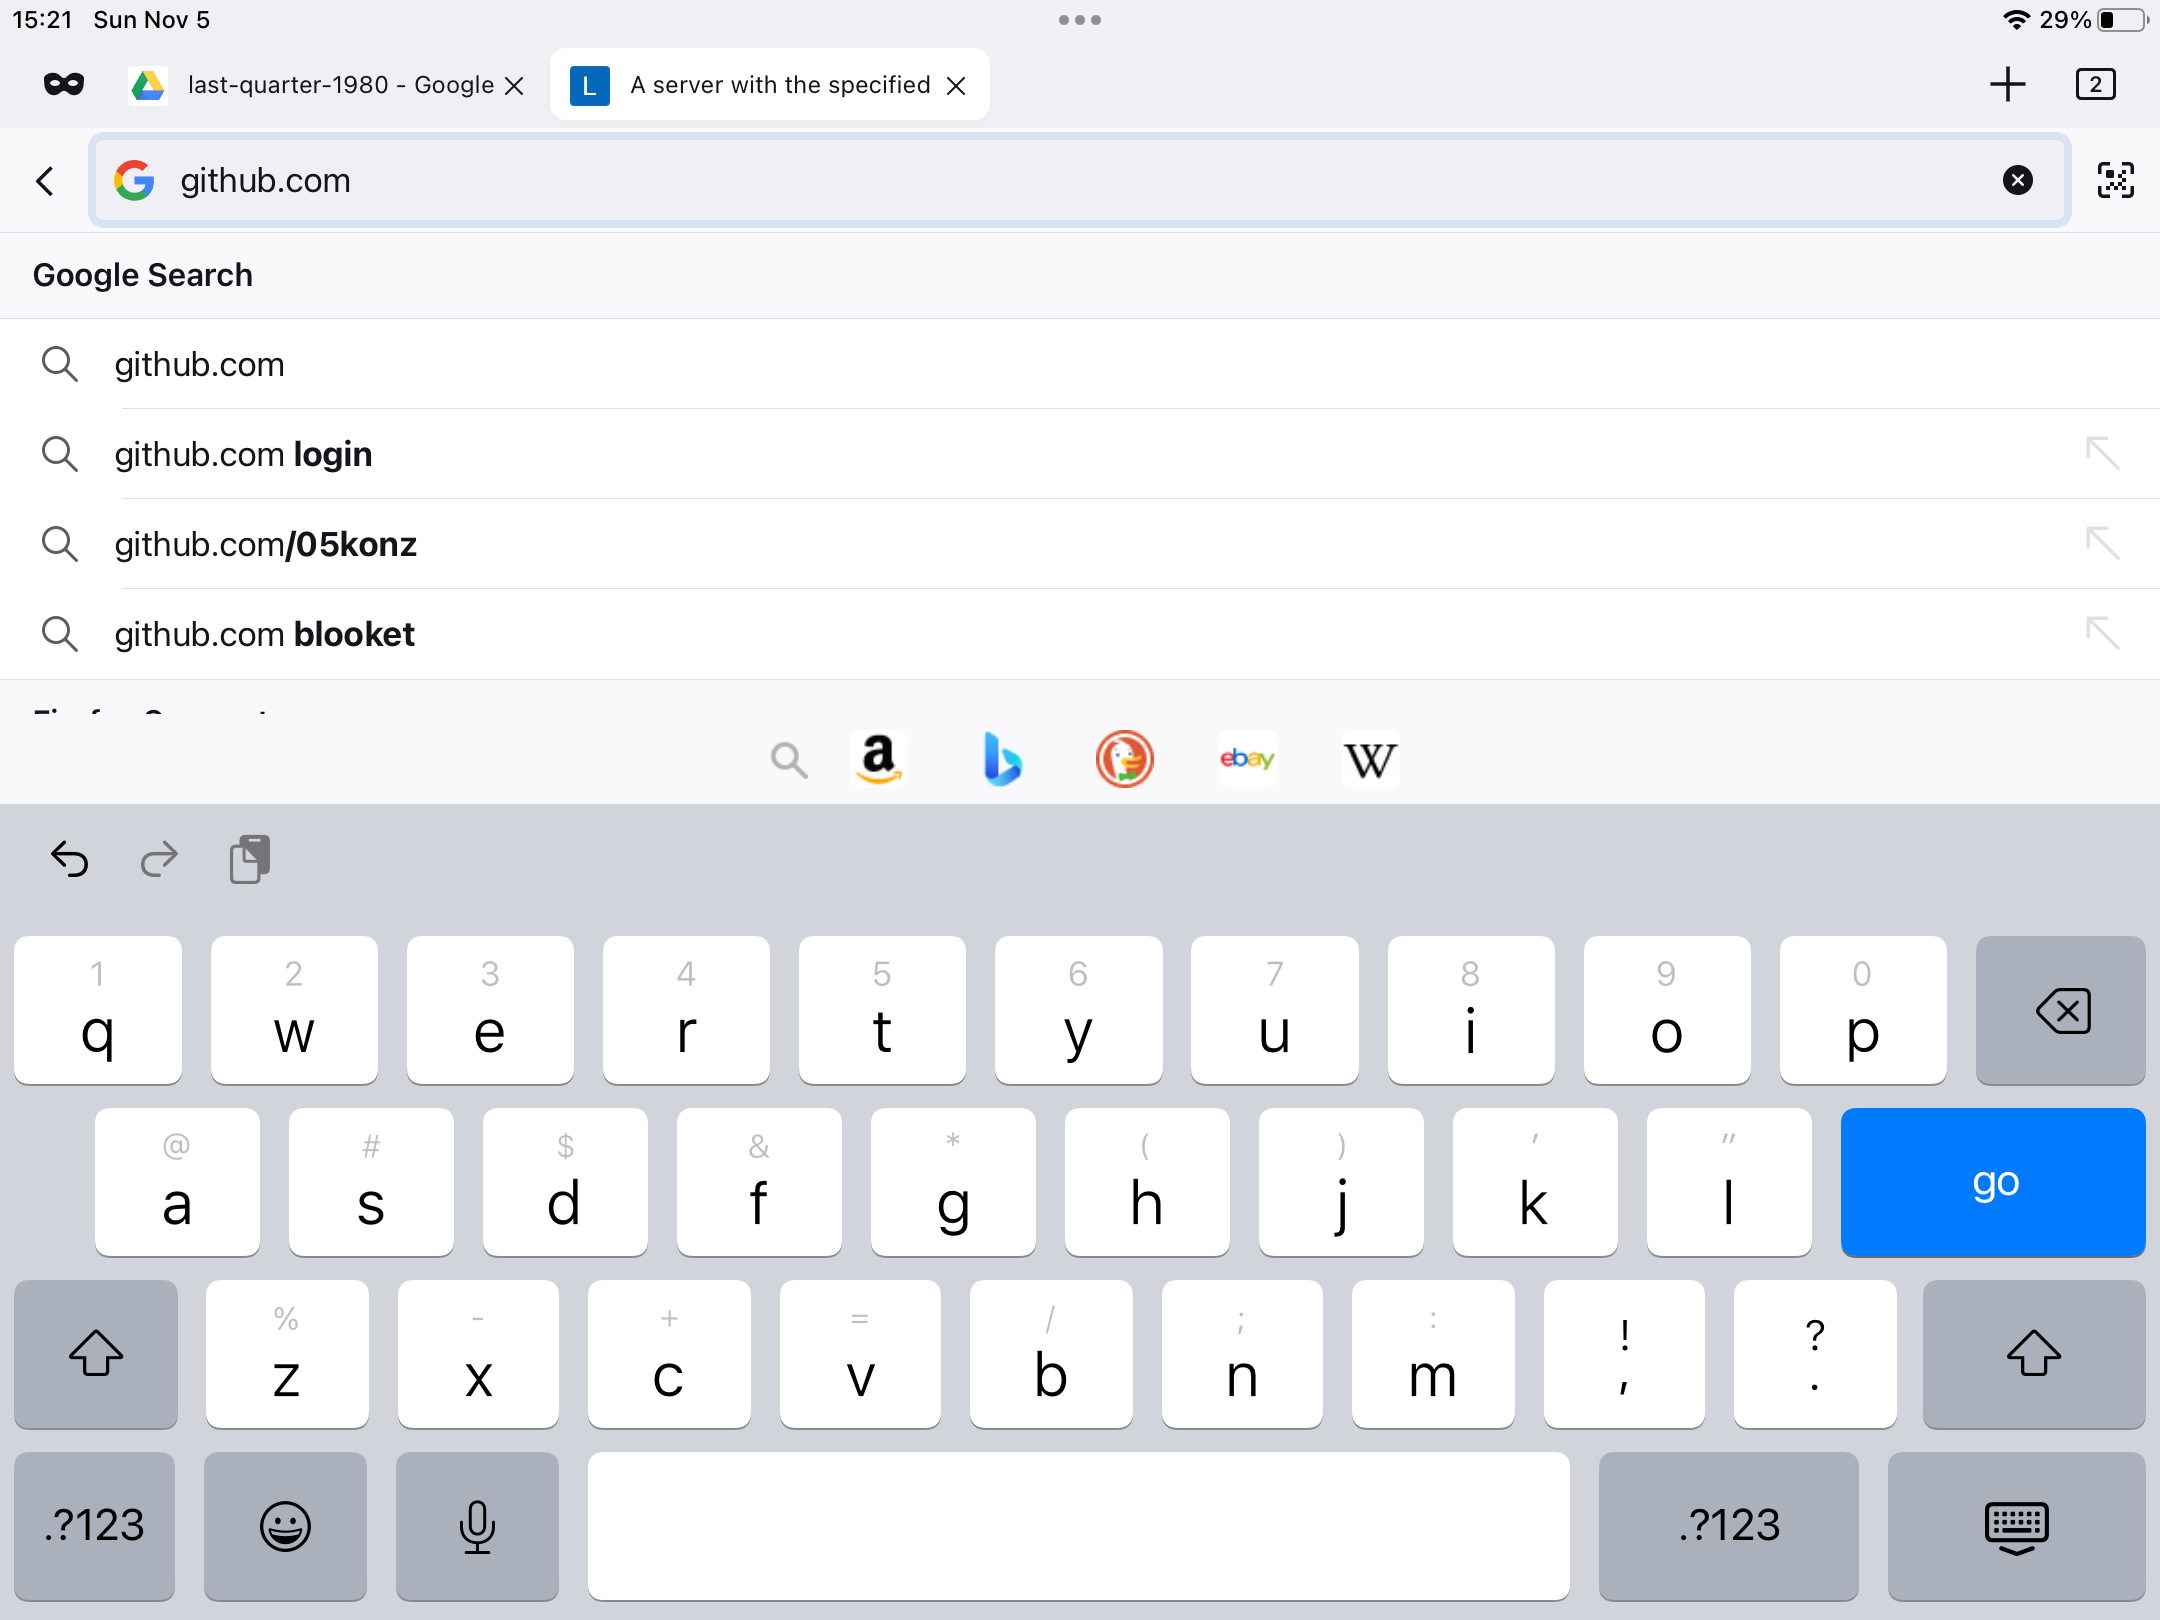 15:21 Sun Nov 5 29%
last-quarter-1980 - Google
L A server with the specified
2
github.com
Google Search
github.com
github.com login
github.com/05konz
github.com blooket
a ebay W
1 2 3 4 5 6 7 8 9 0
q w e r t y u i o p
@ # $ & * ( ) ' "
a s d f g h j k l go
% - + = / ; : ! ?
z x c v b n m , .
.?123 .?123